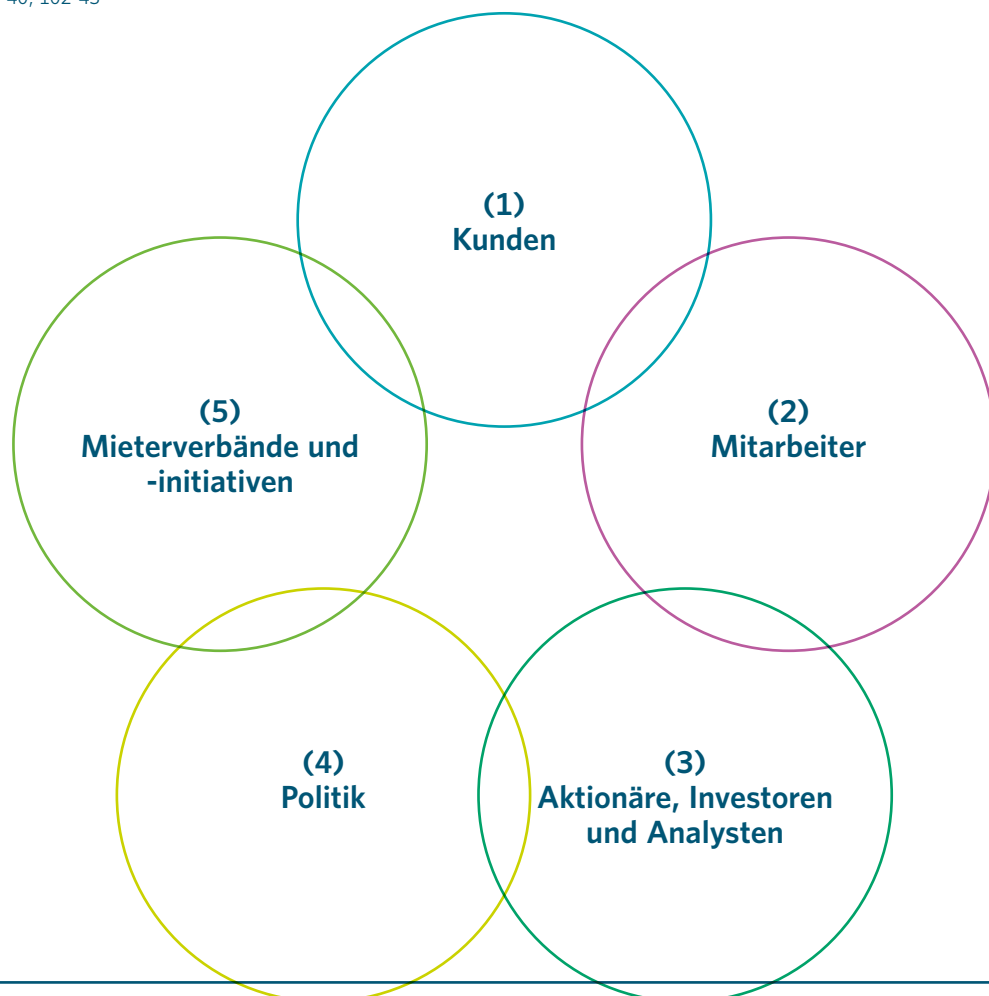 (1)
Kunden
(5)
Mieterverbände und
-initiativen
(2)
Mitarbeiter
(4)
Politik
(3)
Aktionäre, Investoren
und Analysten